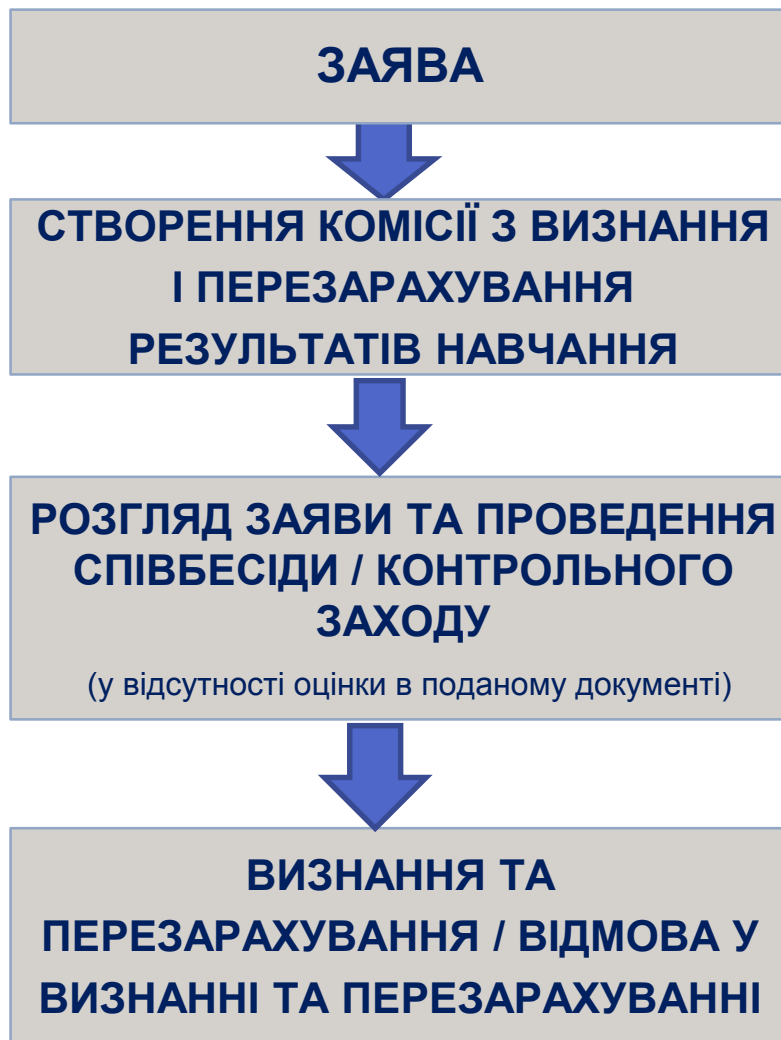 ЗАЯВА
СТВОРЕННЯ КОМІСІЇ З ВИЗНАННЯ
І ПЕРЕЗАРАХУВАННЯ
РЕЗУЛЬТАТІВ НАВЧАННЯ
РОЗГЛЯД ЗАЯВИ ТА ПРОВЕДЕННЯ
СПІВБЕСІДИ / КОНТРОЛЬНОГО
ЗАХОДУ
(у відсутності оцінки в поданому документі)
ВИЗНАННЯ ТА
ПЕРЕЗАРАХУВАННЯ / ВІДМОВА У
ВИЗНАННІ ТА ПЕРЕЗАРАХУВАННІ